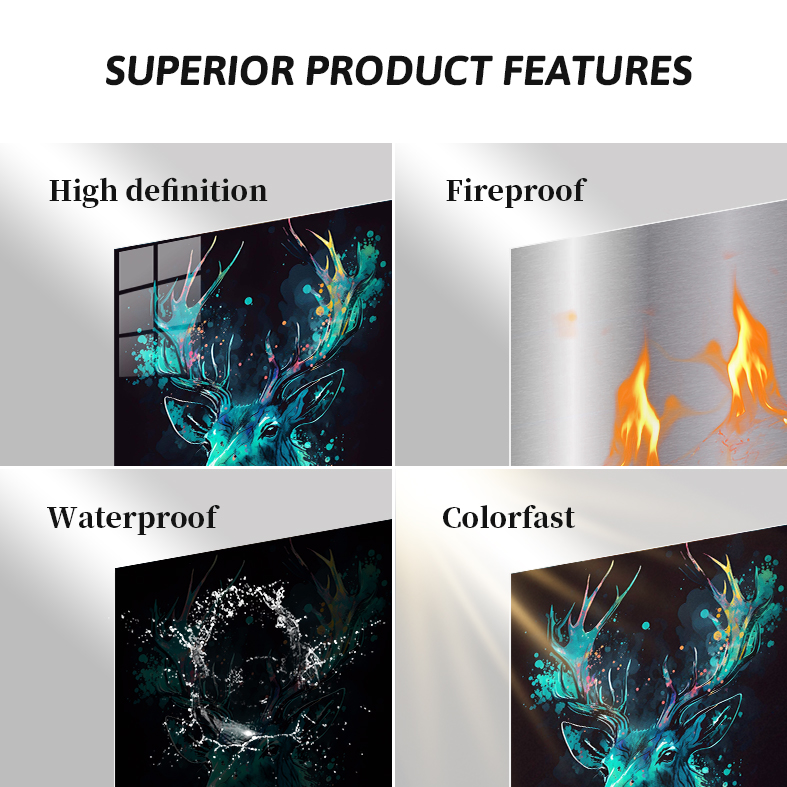 SUPERIOR PRODUCT FEATURES
High definition
Fireproof
Waterproof
Colorfast